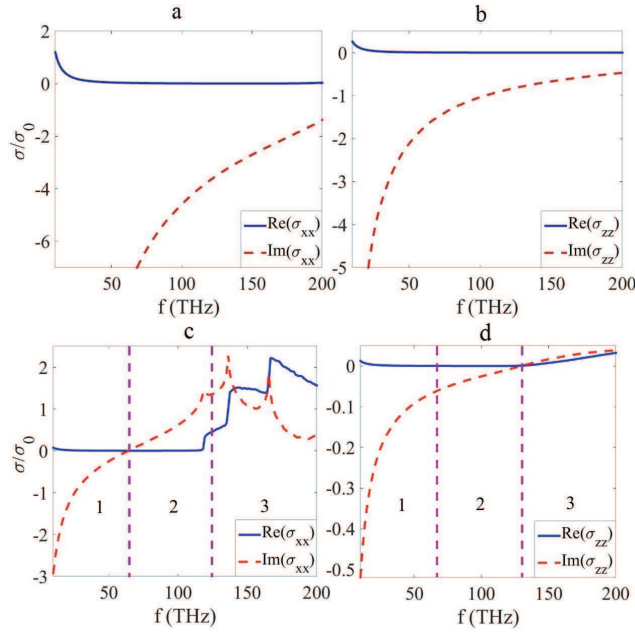 a
b
0
-2
-4
-6
σ/σ0
50 100 150 200
f (THz)
Re(σxx)
Im(σxx)
0
-1
-2
-3
-4
-5
50 100 150 200
f (THz)
Re(σzz)
Im(σzz)
c
d
2
1
0
-1
-2
-3
σ/σ0
1 2 3
50 100 150 200
f (THz)
Re(σxx)
Im(σxx)
0
-0.1
-0.2
-0.3
-0.4
-0.5
1 2 3
50 100 150 200
f (THz)
Re(σzz)
Im(σzz)